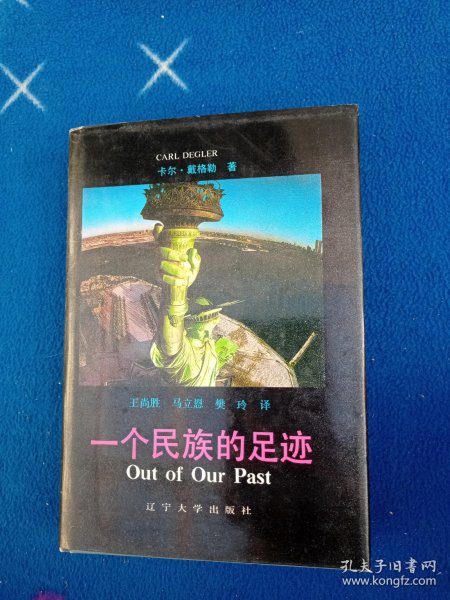 CARL DEGLER
卡尔·戴格勒 著
王尚胜 马立恩 樊 玲 译
一个民族的足迹
Out of Our Past
辽宁大学出版社
孔夫子旧书网
www.kongfz.com